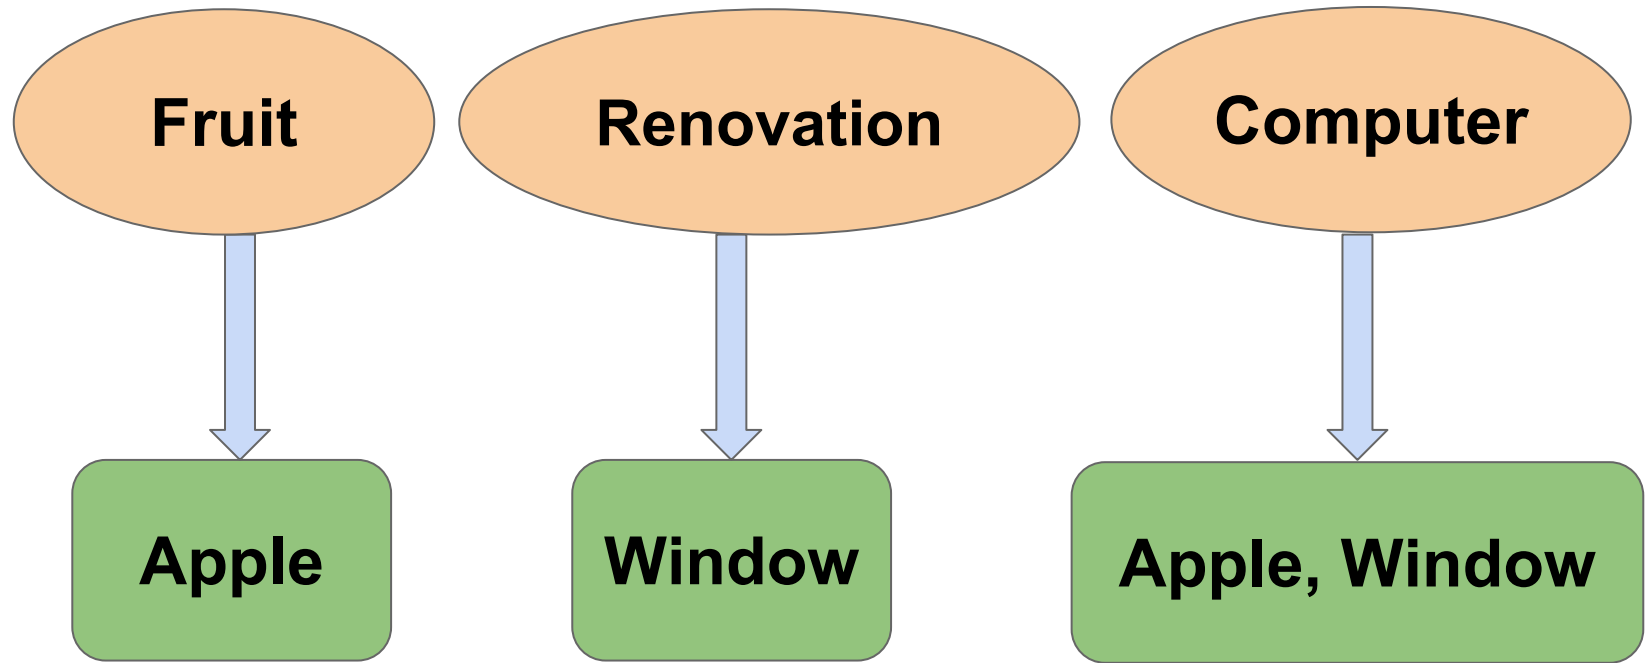 Fruit
Renovation
Computer
Apple
Window
Apple, Window